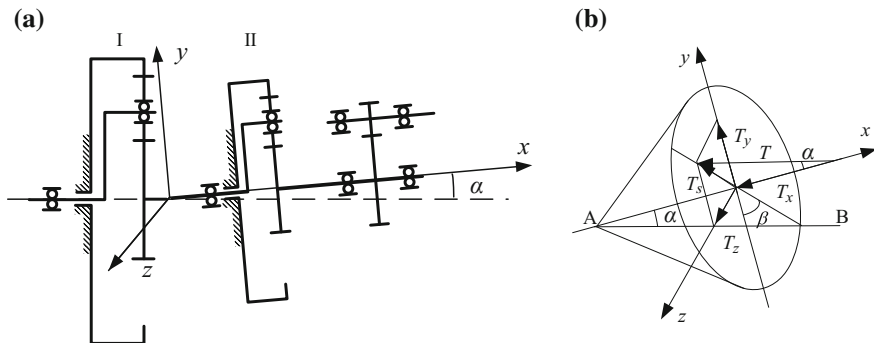 (a)
I
II
y
x
α
z
(b)
y
x
T_y
T
α
T_s
T_x
A
α
β
B
T_z
z